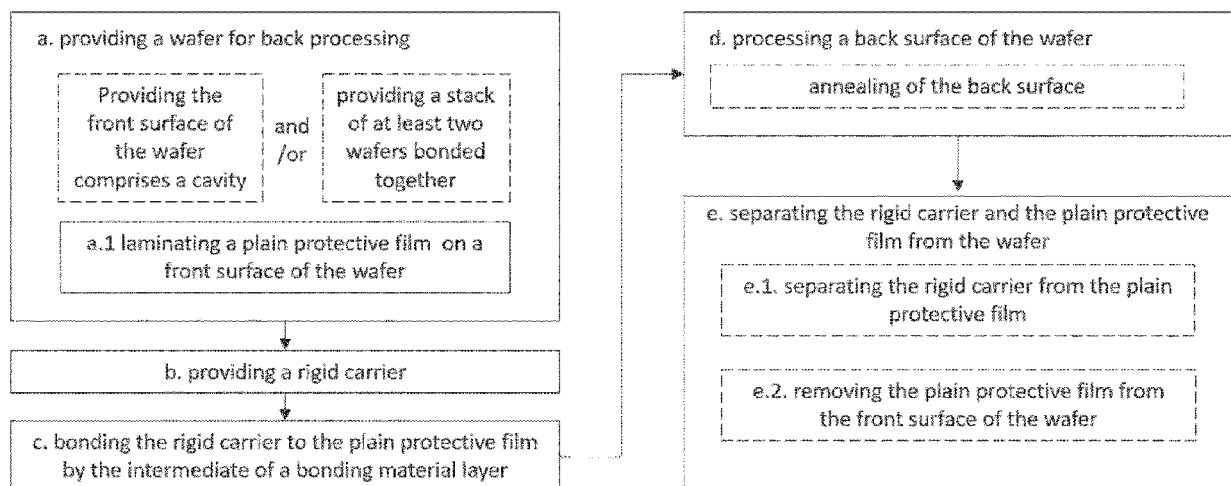 a. providing a wafer for back processing
Providing the
front surface of
the wafer
comprises a cavity
and
/or
providing a stack
of at least two
wafers bonded
together
a.1 laminating a plain protective film on a
front surface of the wafer
b. providing a rigid carrier
c. bonding the rigid carrier to the plain protective film
by the intermediate of a bonding material layer
d. processing a back surface of the wafer
annealing of the back surface
e. separating the rigid carrier and the plain protective
film from the wafer
e.1. separating the rigid carrier from the plain
protective film
e.2. removing the plain protective film from
the front surface of the wafer